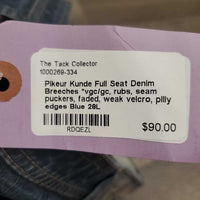 The Tack Collector
1000269-334
Pikeur Kunde Full Seat Denim
Breeches *vgc/gc, rubs, seam
puckers, faded, weak velcro, pilly
edges Blue 28L
RDQEZL
$90.00